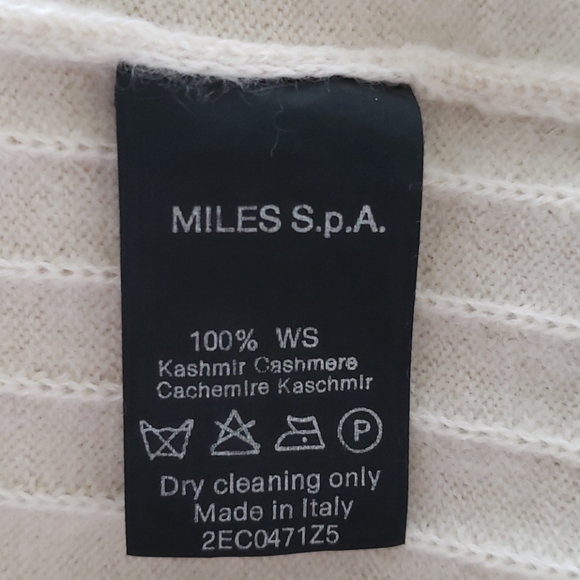 MILES S.p.A.
100% WS
Kashmir Cashmere
Cachemire Kaschmir
P
Dry cleaning only
Made in Italy
2EC0471Z5